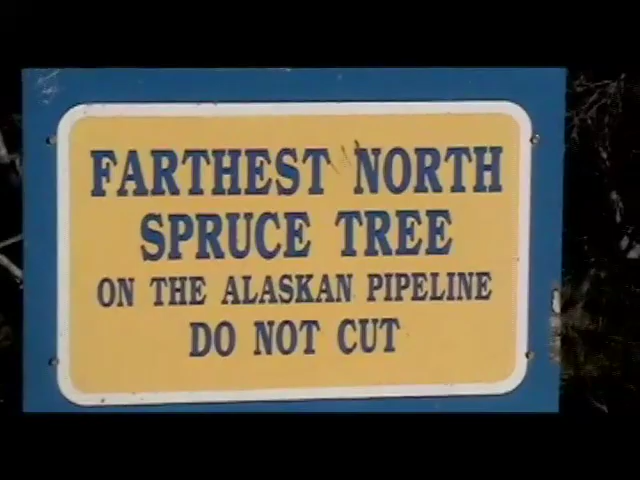 FARTHEST NORTH
SPRUCE TREE
ON THE ALASKAN PIPELINE
DO NOT CUT